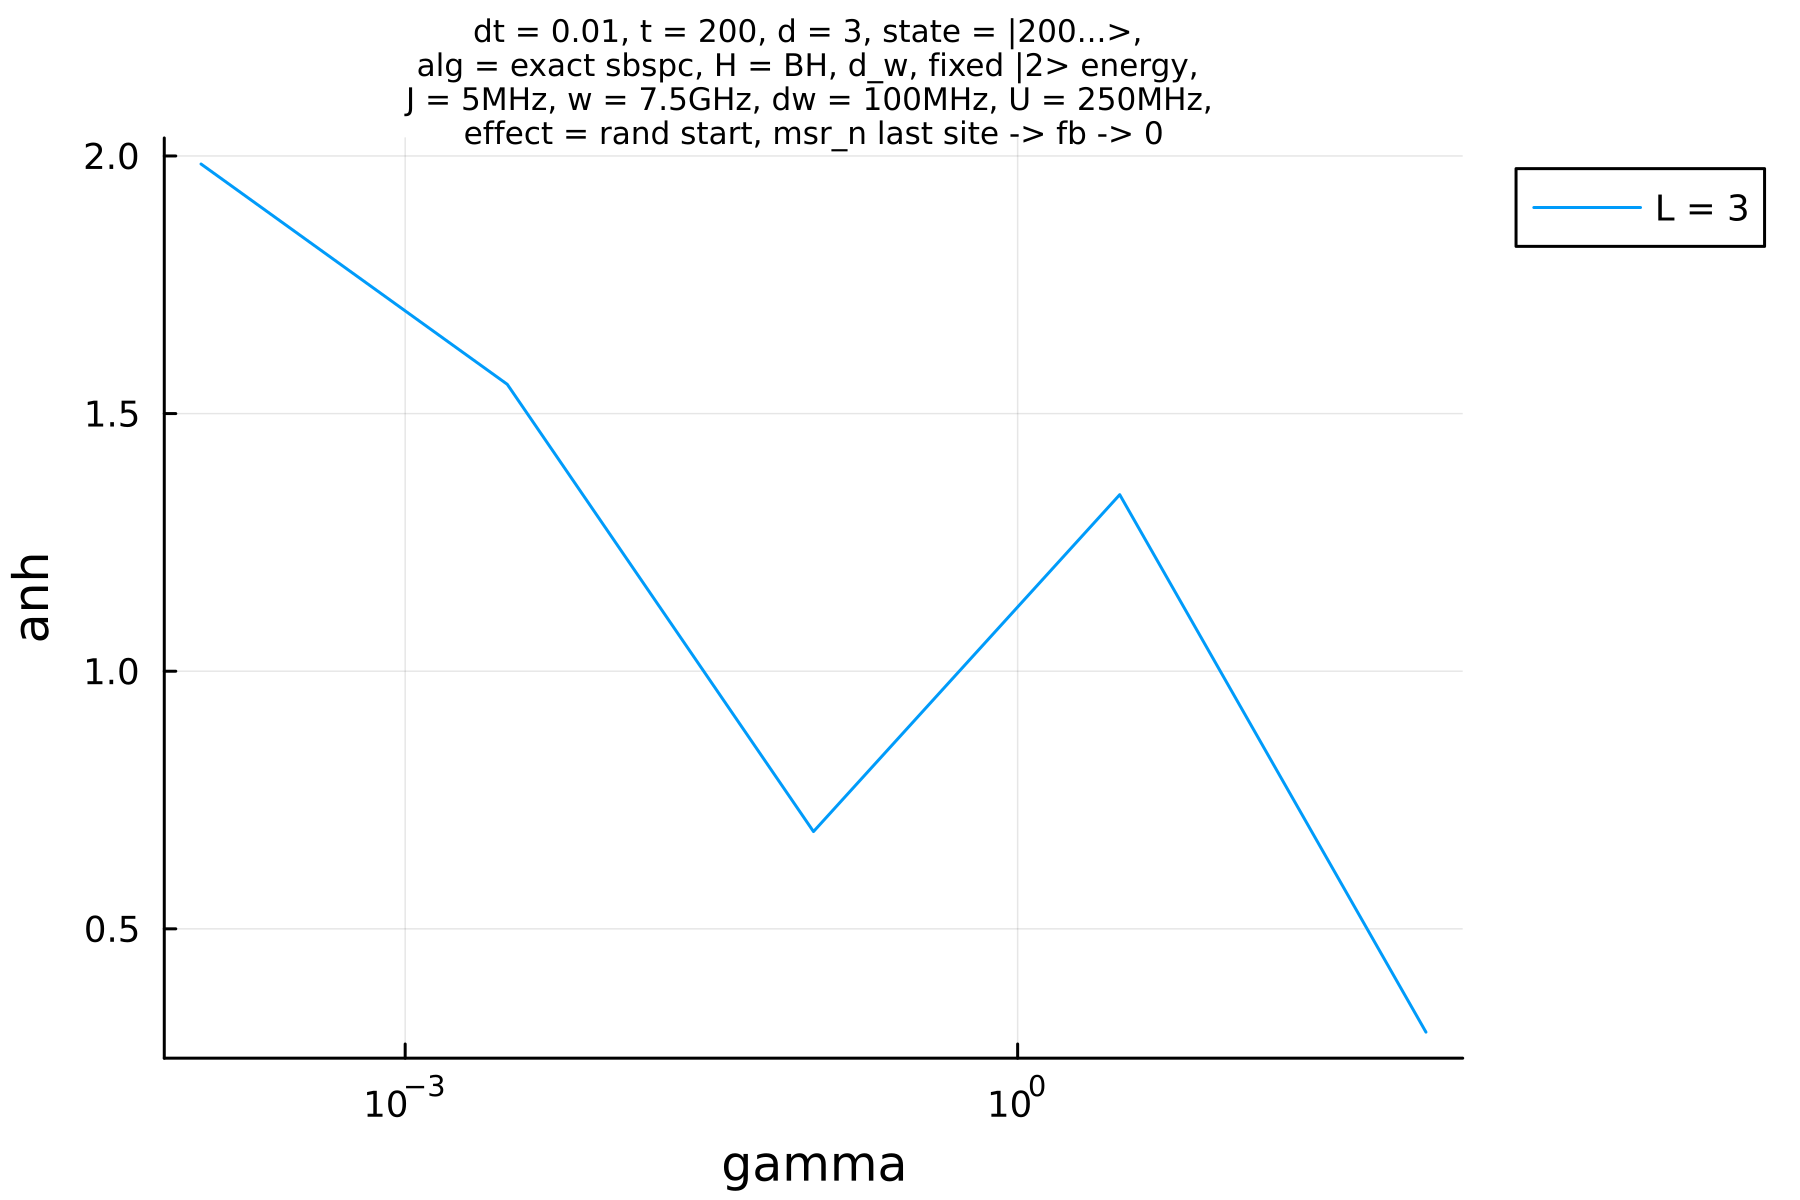 dt = 0.01, t = 200, d = 3, state = |200...>,
alg = exact sbspc, H = BH, d_w, fixed |2> energy,
J = 5MHz, w = 7.5GHz, dw = 100MHz, U = 250MHz,
effect = rand start, msr_n last site -> fb -> 0
2.0
1.5
1.0
0.5
anh
L = 3
10⁻³
10⁰
gamma